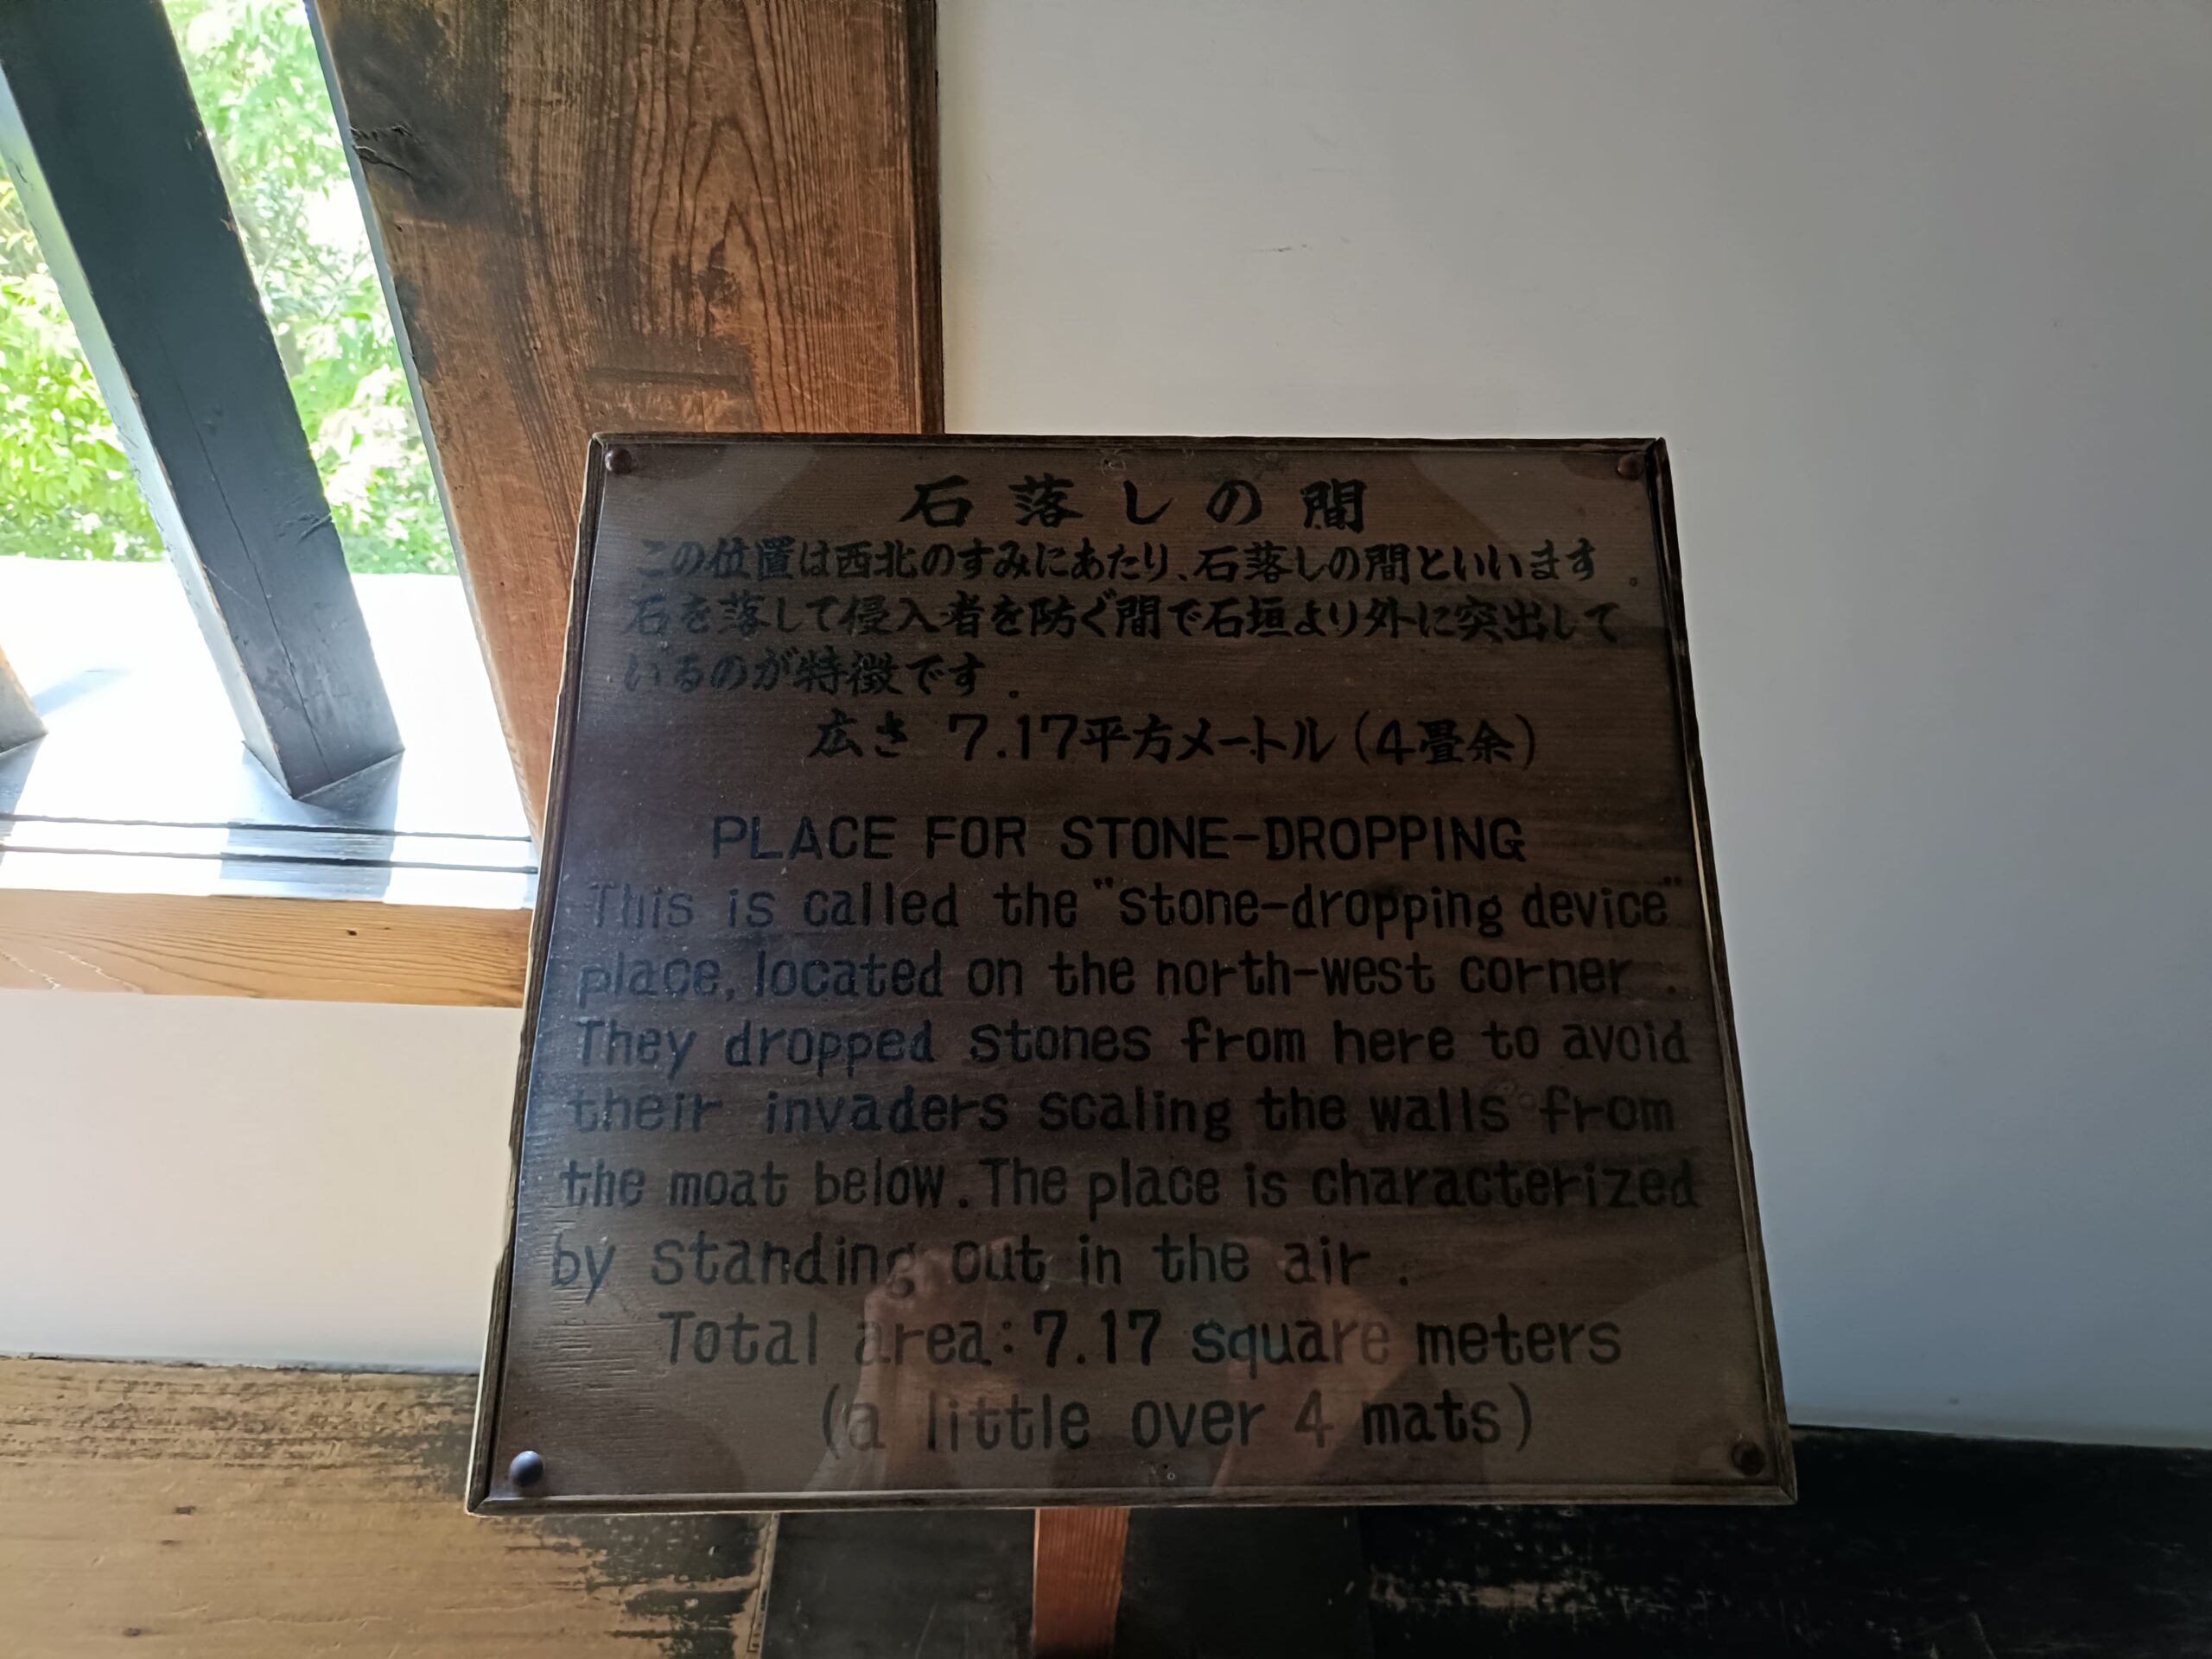 石落しの間
この位置は西北のすみにあたり、石落しの間といいます。
石を落して侵入者を防ぐ間で石垣より外に突出して
いるのが特徴です。
広さ 7.17平方メートル(4畳余)
PLACE FOR STONE-DROPPING
This is called the "stone-dropping device"
place, located on the north-west corner.
They dropped stones from here to avoid
their invaders scaling the walls from
the moat below. The place is characterized
by standing out in the air.
Total area: 7.17 square meters
(a little over 4 mats)